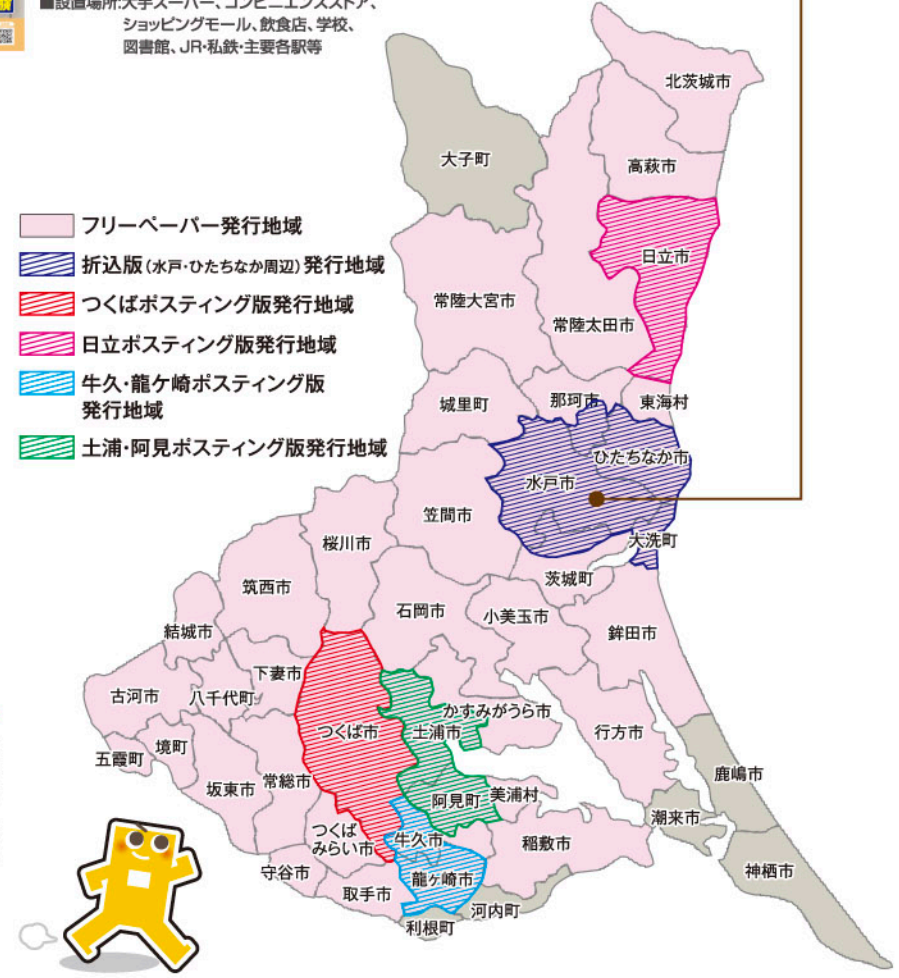 ■設置場所:大手スーパー、コンビニエンスストア、
ショッピングモール、飲食店、学校、
図書館、JR・私鉄・主要各駅等
北茨城市
大子町
高萩市
フリーペーパー発行地域
折込版（水戸・ひたちなか周辺）発行地域
日立市
つくばポスティング版発行地域
常陸大宮市
常陸太田市
日立ポスティング版発行地域
牛久・龍ケ崎ポスティング版
発行地域
城里町
那珂市
東海村
土浦・阿見ポスティング版発行地域
ひたちなか市
水戸市
笠間市
大洗町
桜川市
茨城町
筑西市
石岡市
小美玉市
結城市
鉾田市
下妻市
古河市
八千代町
かすみがうら市
つくば市
土浦市
行方市
境町
五霞町
鹿嶋市
常総市
坂東市
阿見町
美浦村
潮来市
つくば
みらい市
牛久市
稲敷市
守谷市
神栖市
龍ヶ崎市
取手市
河内町
利根町